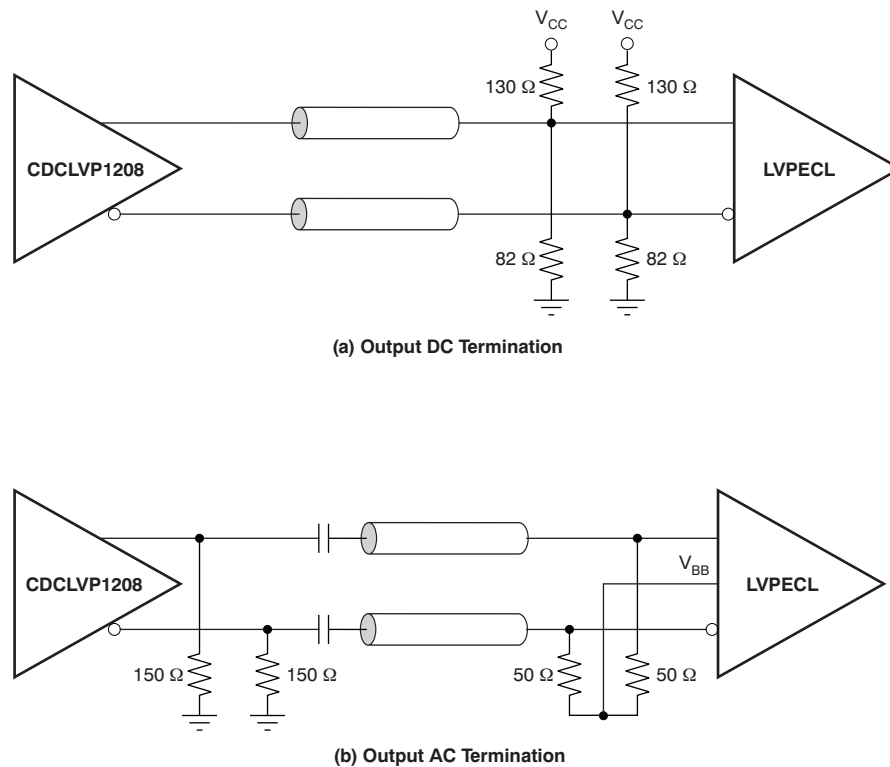 V_CC V_CC
130 Ω 130 Ω
CDCLVP1208 LVPECL
82 Ω 82 Ω
(a) Output DC Termination
V_BB
CDCLVP1208 LVPECL
150 Ω 150 Ω 50 Ω 50 Ω
(b) Output AC Termination